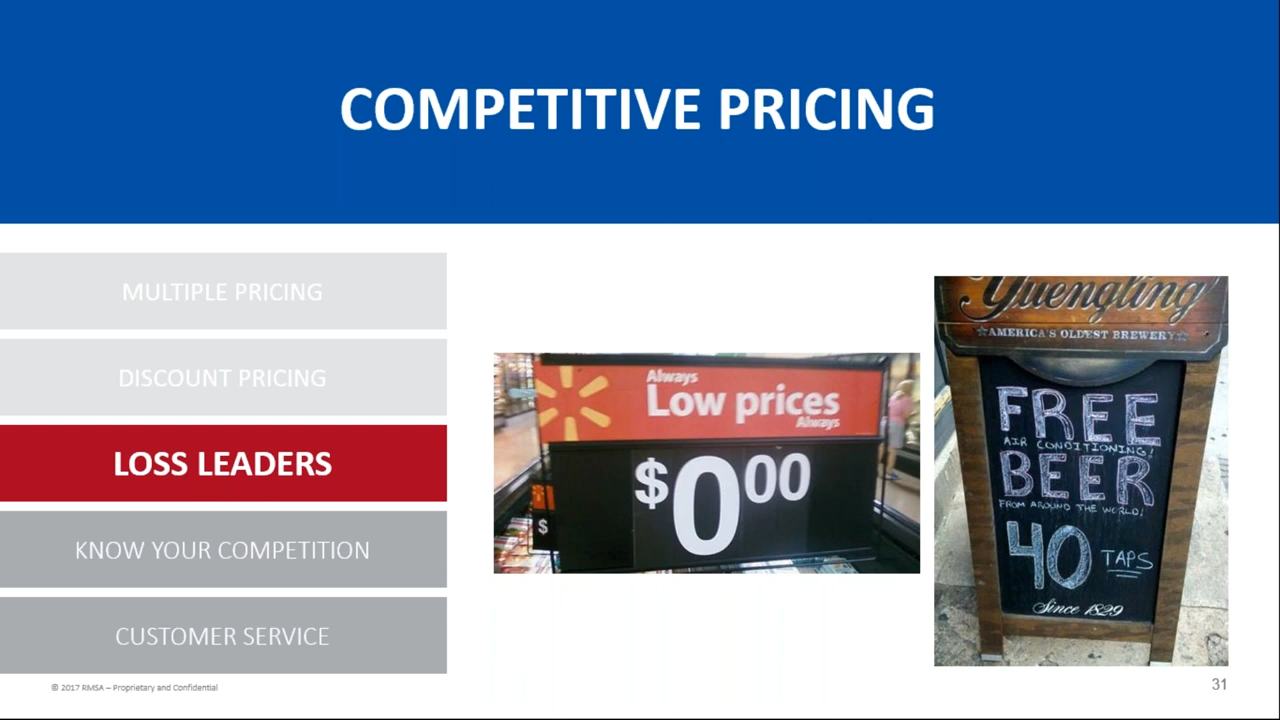 COMPETITIVE PRICING
MULTIPLE PRICING
DISCOUNT PRICING
LOSS LEADERS
KNOW YOUR COMPETITION
CUSTOMER SERVICE
Always
Low prices
Always
$0.00
$
Yuengling
AMERICA'S OLDEST BREWERY
FREE
AIR CONDITIONING!
BEER
FROM AROUND THE WORLD!
40 TAPS
Since 1829
© 2017 RMSA – Proprietary and Confidential
31